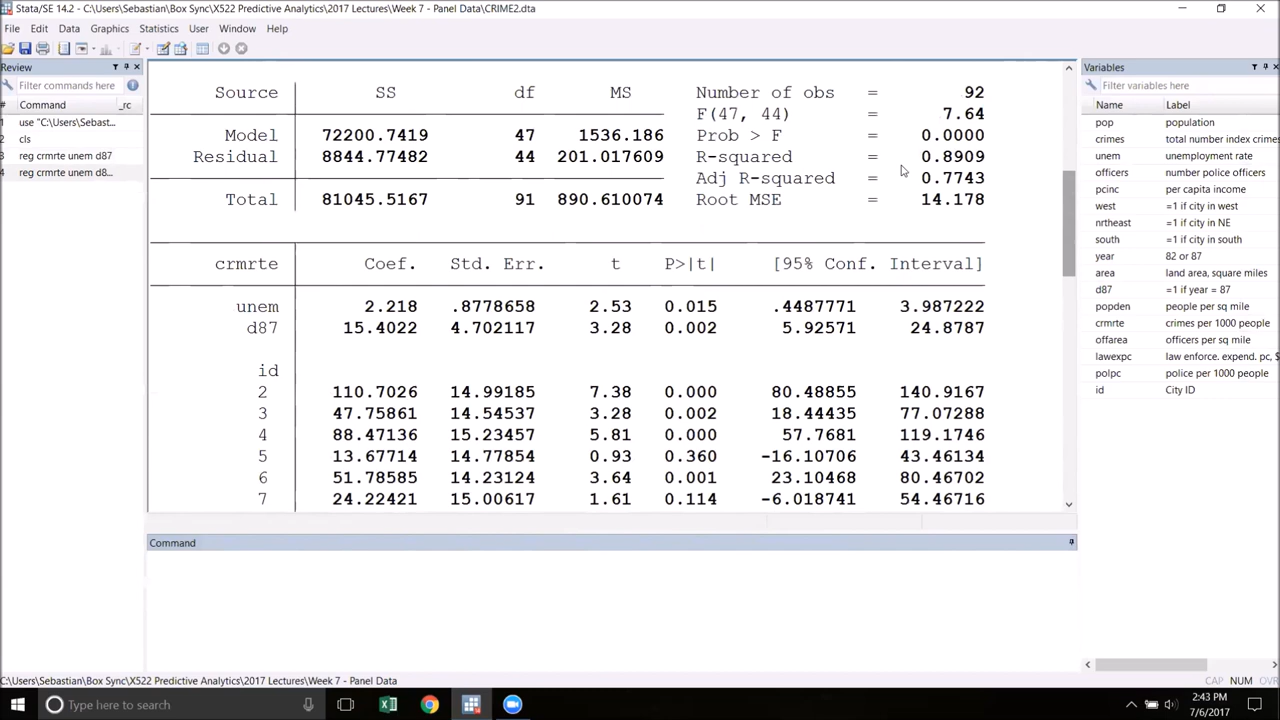 Stata/SE 14.2 - C:\Users\Sebastian\Box Sync\X522 Predictive Analytics\2017 Lectures\Week 7 - Panel Data\CRIME2.dta
File Edit Data Graphics Statistics User Window Help
Review
Filter commands here
# Command _rc
1 use "C:\Users\Sebast...
2 cls
3 reg crmrte unem d87
4 reg crmrte unem d8...
Source SS df MS Number of obs = 92
F(47, 44) = 7.64
Model 72200.7419 47 1536.186 Prob > F = 0.0000
Residual 8844.77482 44 201.017609 R-squared = 0.8909
Adj R-squared = 0.7743
Total 81045.5167 91 890.610074 Root MSE = 14.178
crmrte Coef. Std. Err. t P>|t| [95% Conf. Interval]
unem 2.218 .8778658 2.53 0.015 .4487771 3.987222
d87 15.4022 4.702117 3.28 0.002 5.92571 24.8787
id
2 110.7026 14.99185 7.38 0.000 80.48855 140.9167
3 47.75861 14.54537 3.28 0.002 18.44435 77.07288
4 88.47136 15.23457 5.81 0.000 57.7681 119.1746
5 13.67714 14.77854 0.93 0.360 -16.10706 43.46134
6 51.78585 14.23124 3.64 0.001 23.10468 80.46702
7 24.22421 15.00617 1.61 0.114 -6.018741 54.46716
Command
Variables
Filter variables here
Name Label
pop population
crimes total number index crimes
unem unemployment rate
officers number police officers
pcinc per capita income
west =1 if city in west
nrtheast =1 if city in NE
south =1 if city in south
year 82 or 87
area land area, square miles
d87 =1 if year = 87
popden people per sq mile
crmrte crimes per 1000 people
offarea officers per sq mile
lawexpc law enforce. expend. pc, $
polpc police per 1000 people
id City ID
C:\Users\Sebastian\Box Sync\X522 Predictive Analytics\2017 Lectures\Week 7 - Panel Data
CAP NUM OVR
Type here to search
2:43 PM
7/6/2017